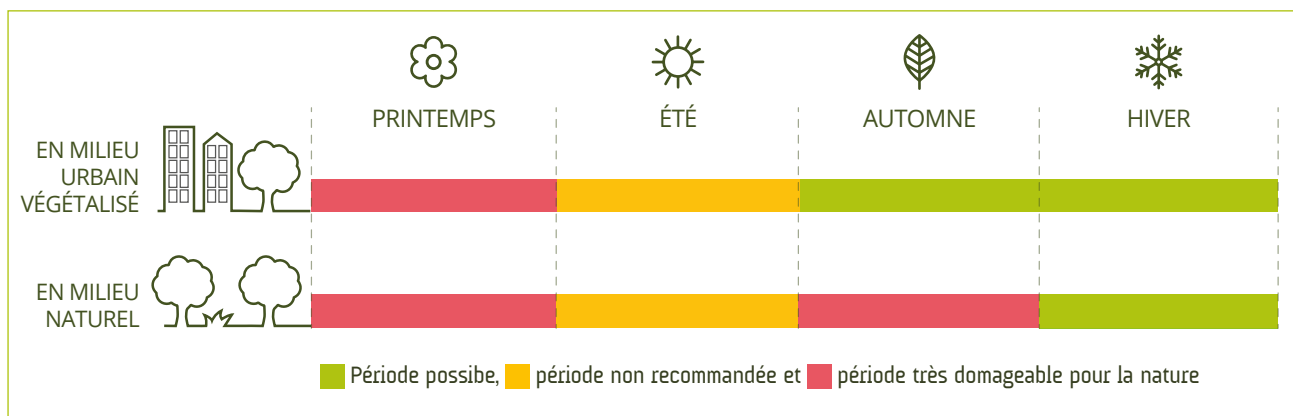 PRINTEMPS
ÉTÉ
AUTOMNE
HIVER
EN MILIEU
URBAIN
VÉGÉTALISÉ
EN MILIEU
NATUREL
Période possibe, période non recommandée et période très domageable pour la nature